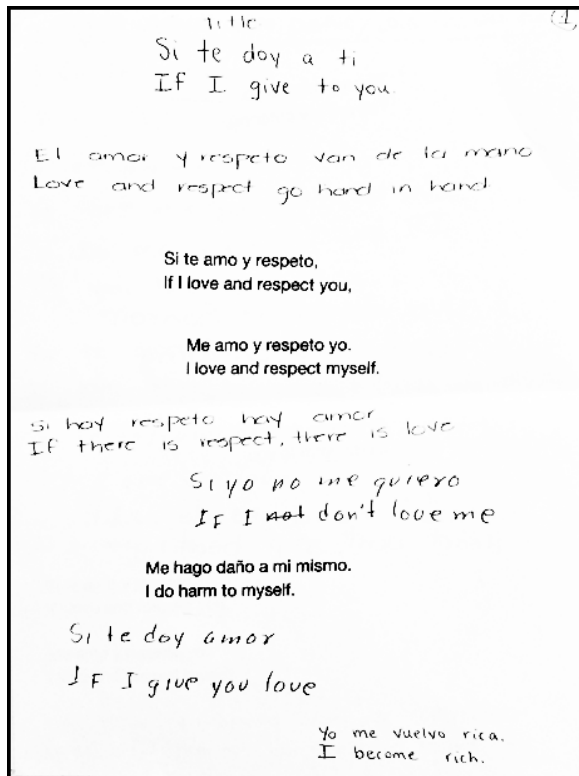 Title
Si te doy a ti
If I give to you
El amor y respeto van de la mano
Love and respect go hand in hand
Si te amo y respeto,
If I love and respect you,
Me amo y respeto yo.
I love and respect myself.
Si hay respeto hay amor
If there is respect, there is love
Si yo no me quiero
If I not don't love me
Me hago daño a mi mismo.
I do harm to myself.
Si te doy amor
If I give you love
Yo me vuelvo rica.
I become rich.